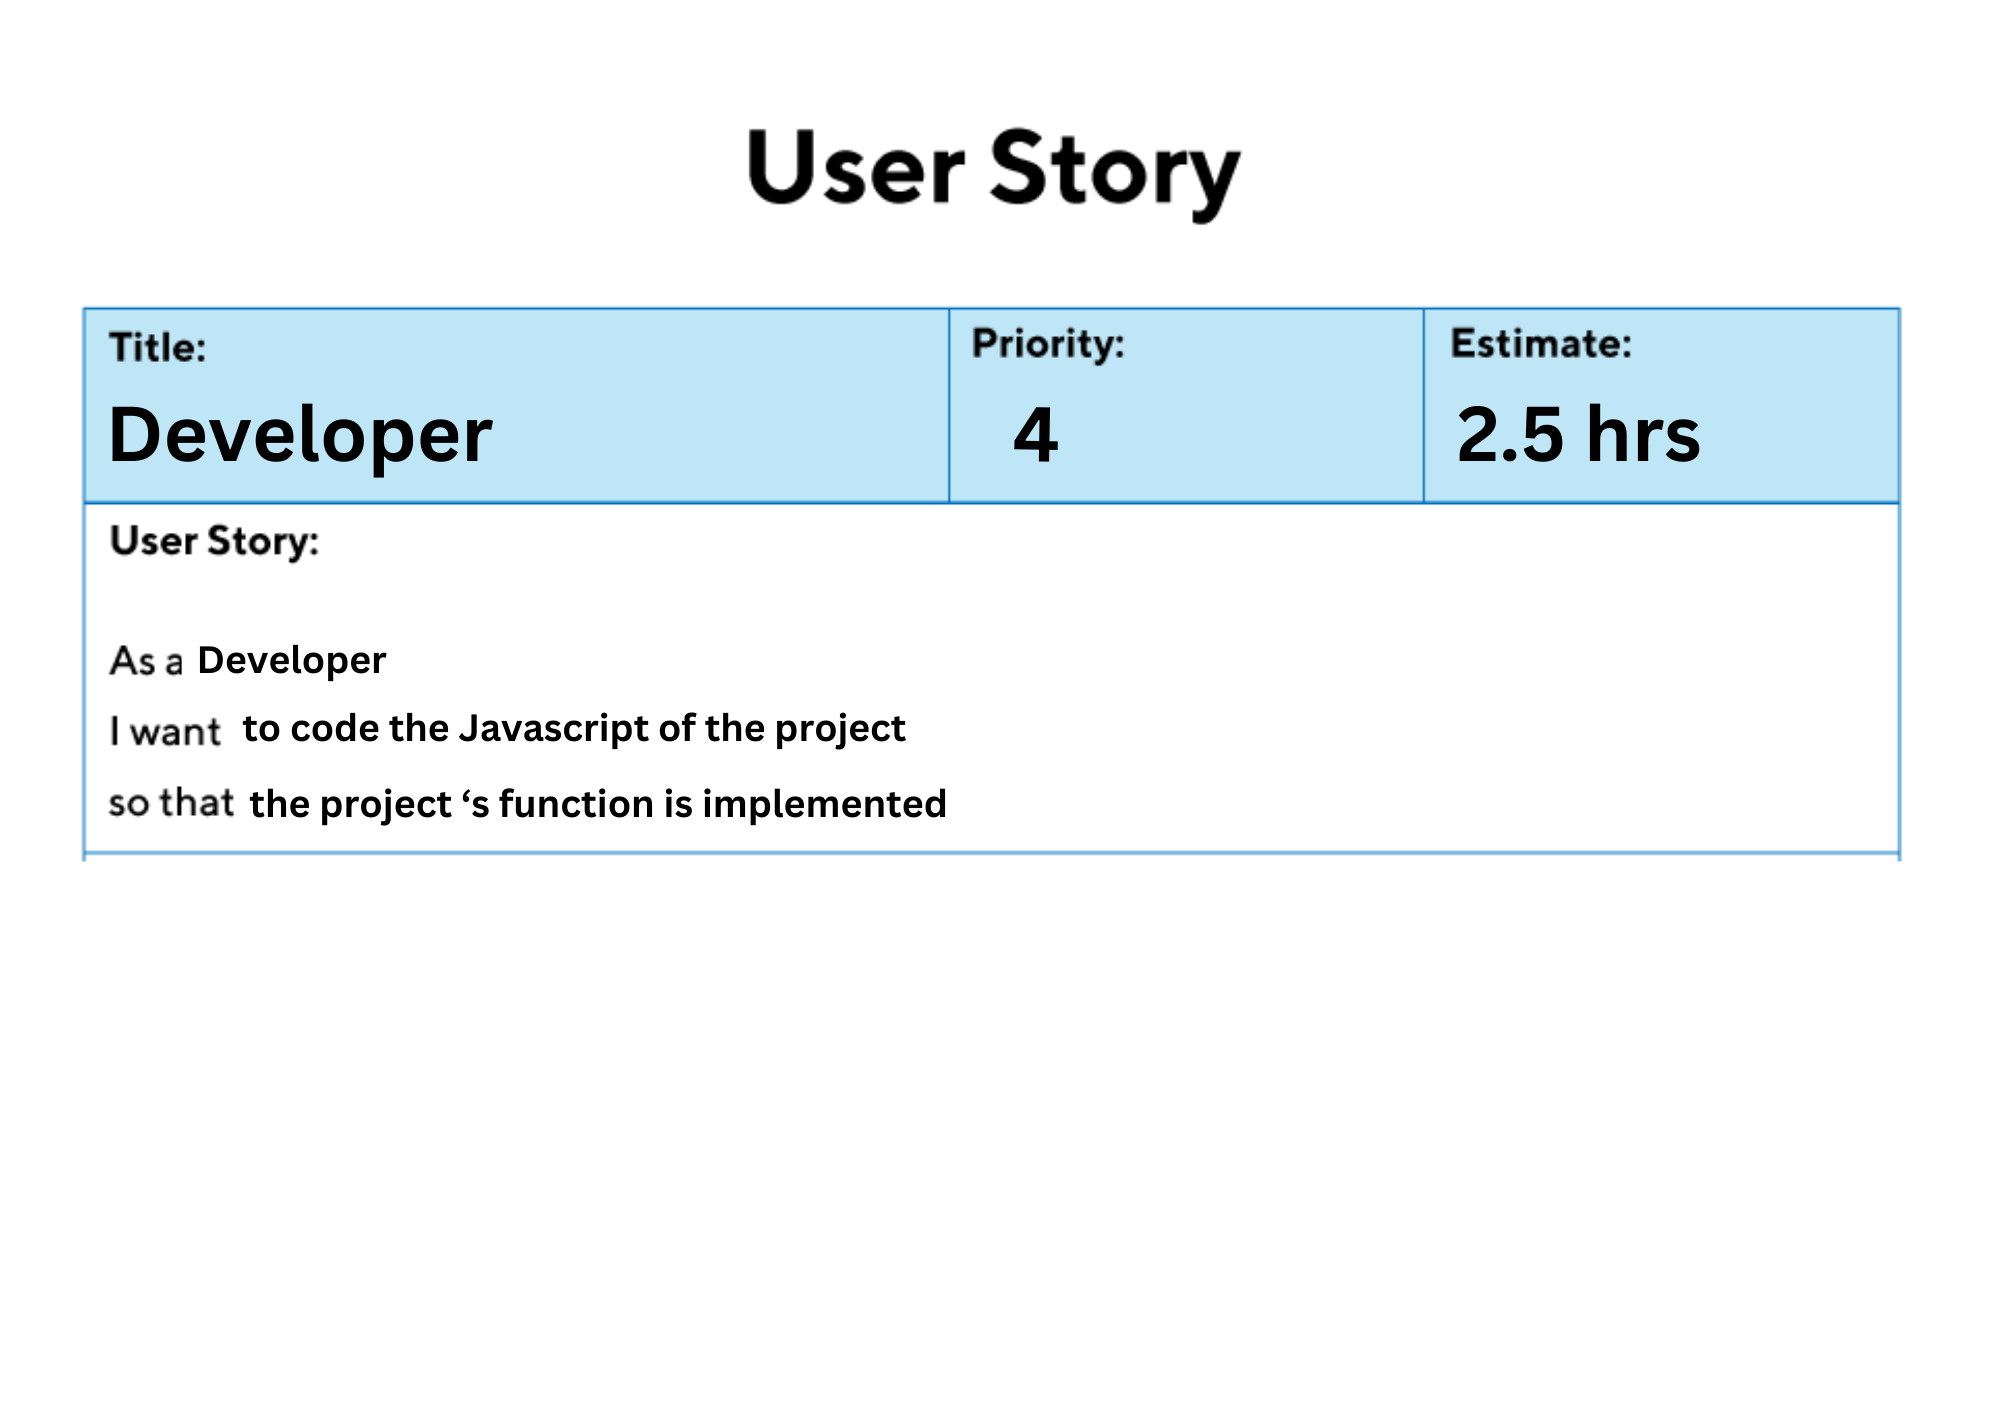 User Story
Title:
Developer
Priority:
4
Estimate:
2.5 hrs
User Story:
As a Developer
I want to code the Javascript of the project
so that the project ‘s function is implemented